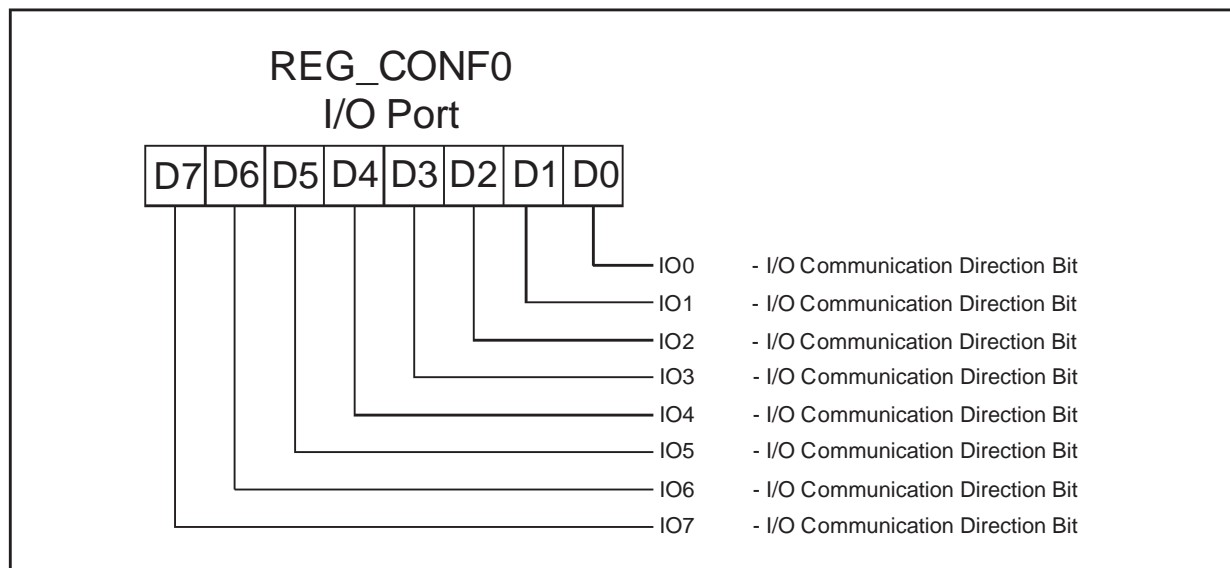 REG_CONF0
I/O Port
D7 D6 D5 D4 D3 D2 D1 D0
IO0 - I/O Communication Direction Bit
IO1 - I/O Communication Direction Bit
IO2 - I/O Communication Direction Bit
IO3 - I/O Communication Direction Bit
IO4 - I/O Communication Direction Bit
IO5 - I/O Communication Direction Bit
IO6 - I/O Communication Direction Bit
IO7 - I/O Communication Direction Bit